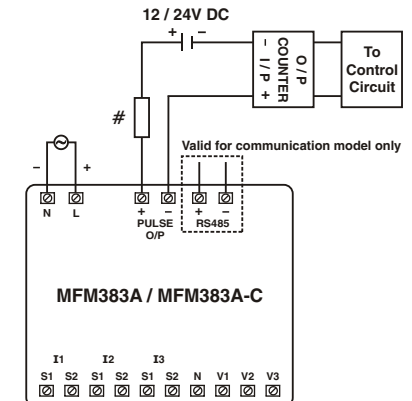 12 / 24V DC
+ –
– I / P +
COUNTER
O / P
To
Control
Circuit
#
Valid for communication model only
– +
N L
+ – + –
PULSE RS485
O/P
MFM383A / MFM383A-C
I1 I2 I3
S1 S2 S1 S2 S1 S2 N V1 V2 V3